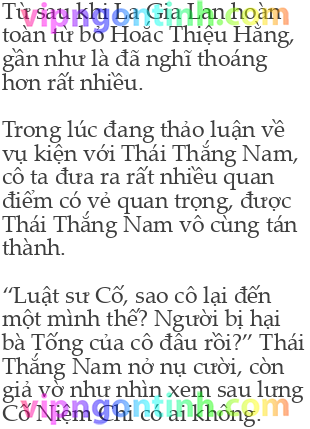 Từ sau khi La Gia Lan hoàn
toàn từ bỏ Hoắc Thiệu Hằng,
gần như là đã nghĩ thoáng
hơn rất nhiều.
Trong lúc đang thảo luận về
vụ kiện với Thái Thắng Nam,
cô ta đưa ra rất nhiều quan
điểm có vẻ quan trọng, được
Thái Thắng Nam vô cùng tán
thành.
“Luật sư Cố, sao cô lại đến
một mình thế? Người bị hại
bà Tống của cô đâu rồi?” Thái
Thắng Nam nở nụ cười, còn
giả vờ như nhìn xem sau lưng
Cố Niệm Chi có ai không.
vipngontinh.com
vipngontinh.com